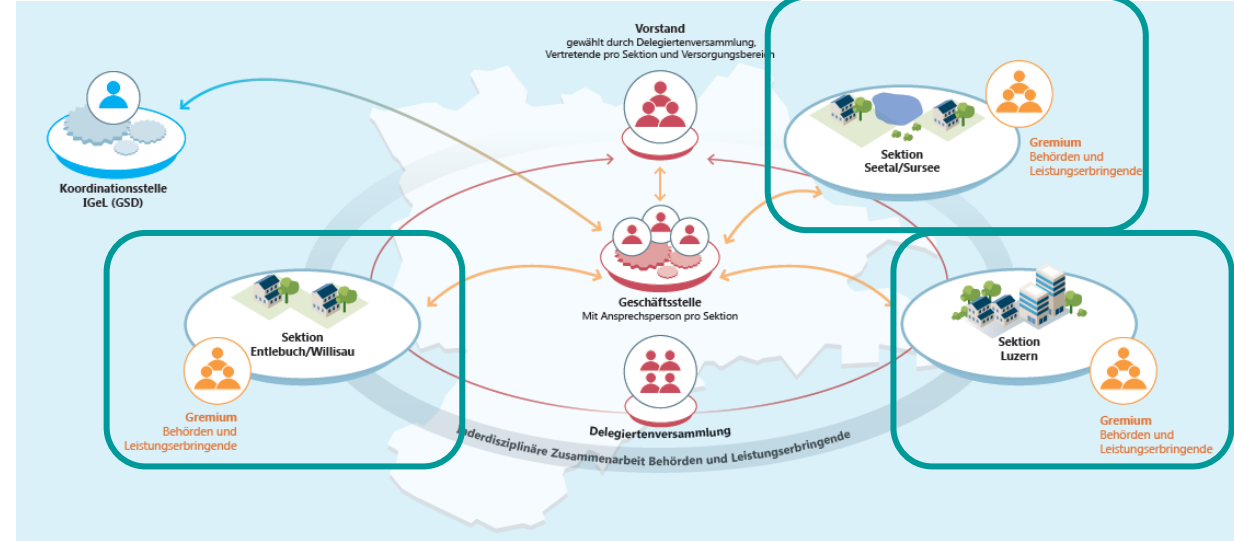 Vorstand
gewählt durch Delegiertenversammlung,
Vertretende pro Sektion und Versorgungsbereich
Koordinationsstelle
IGeL (GSD)
Sektion
Seetal/Sursee
Gremium
Behörden und
Leistungserbringende
Geschäftsstelle
Mit Ansprechsperson pro Sektion
Sektion
Entlebuch/Willisau
Gremium
Behörden und
Leistungserbringende
Sektion
Luzern
Gremium
Behörden und
Leistungserbringende
Delegiertenversammlung
Inderdisziplinäre Zusammenarbeit Behörden und Leistungserbringende